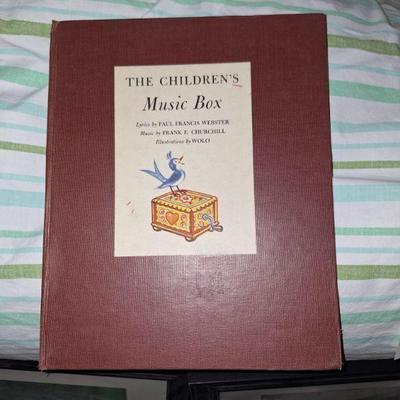 THE CHILDREN'S
Music Box
Lyrics by PAUL FRANCIS WEBSTER
Music by FRANK E. CHURCHILL
Illustrations by WOLO